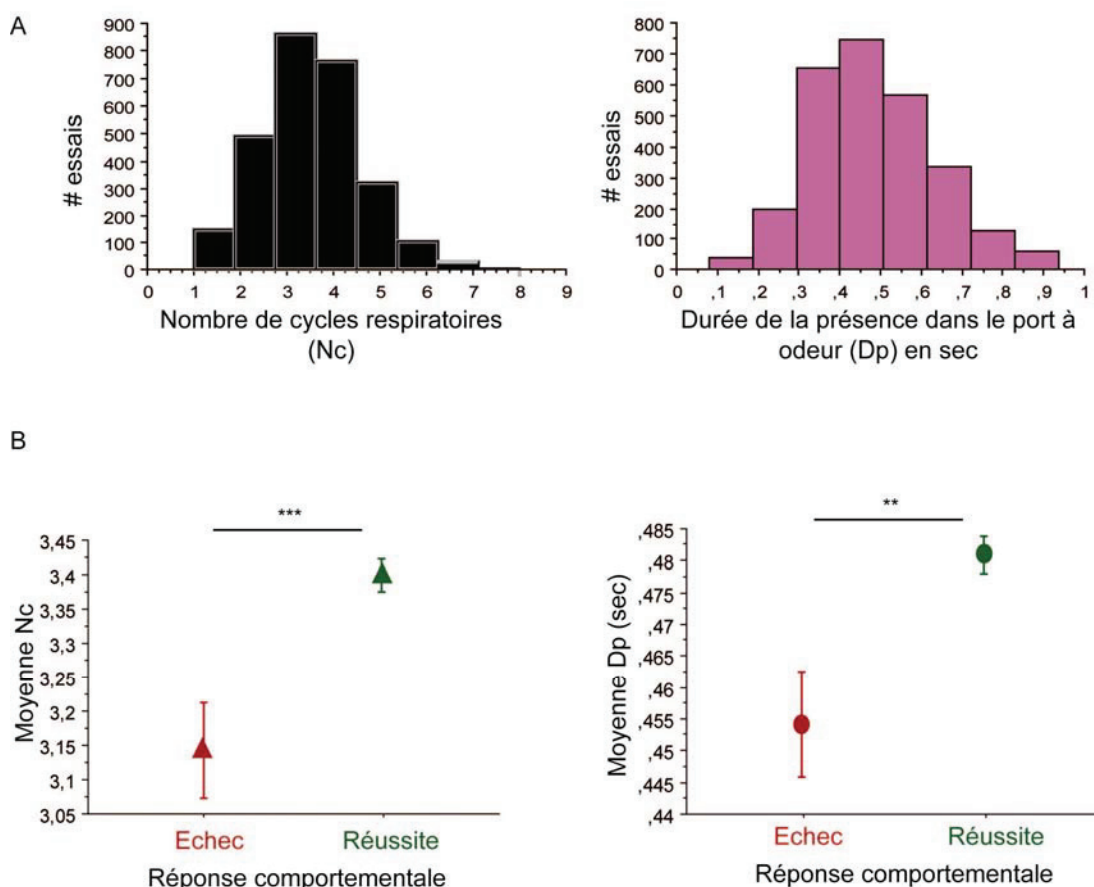 A
900
800
700
600
500
400
300
200
100
0
# essais
0 1 2 3 4 5 6 7 8 9
Nombre de cycles respiratoires
(Nc)
800
700
600
500
400
300
200
100
0
# essais
0 ,1 ,2 ,3 ,4 ,5 ,6 ,7 ,8 ,9 1
Durée de la présence dans le port à
odeur (Dp) en sec
B
***
3,45
3,4
3,35
3,3
3,25
3,2
3,15
3,1
3,05
Moyenne Nc
Echec Réussite
Réponse comportementale
**
,485
,48
,475
,47
,465
,46
,455
,45
,445
,44
Moyenne Dp (sec)
Echec Réussite
Réponse comportementale